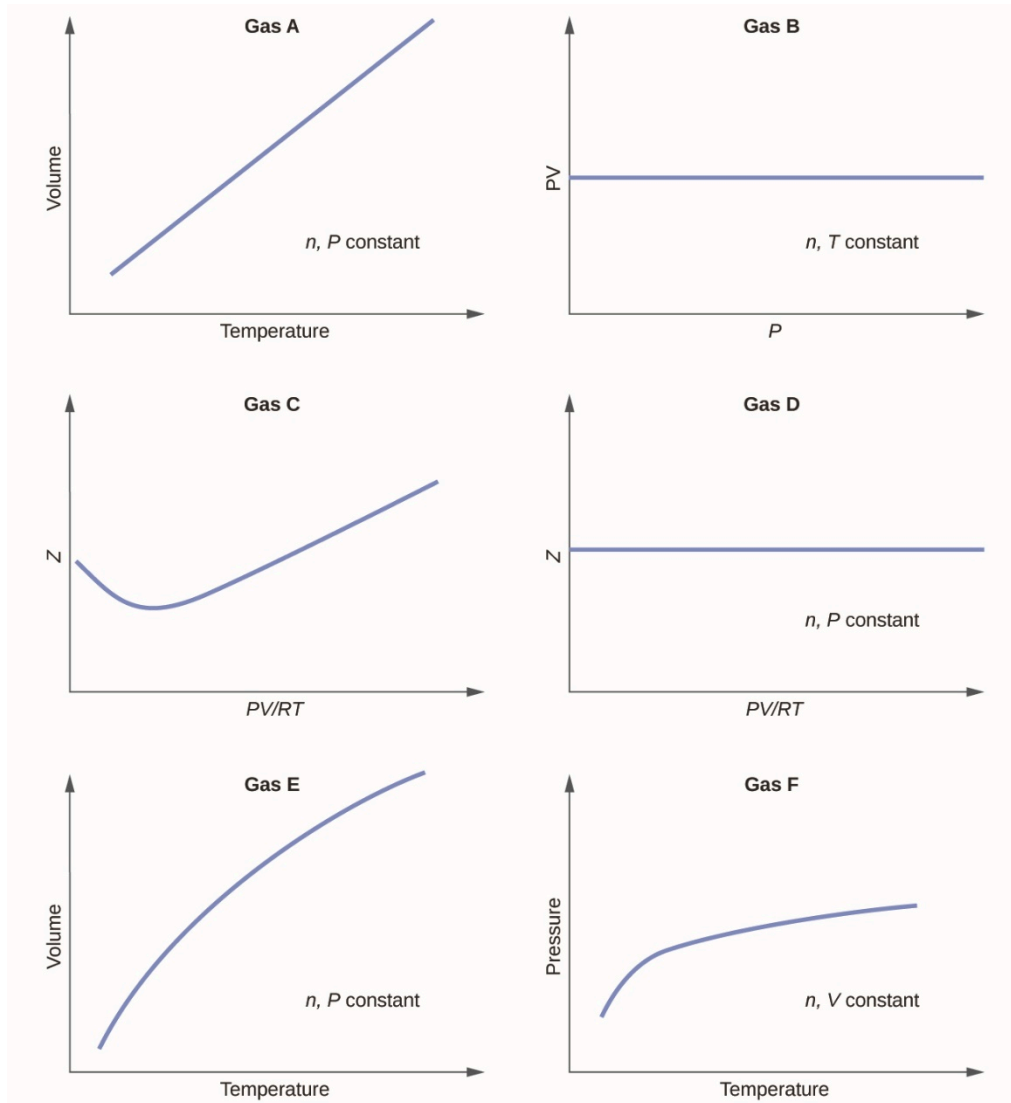 Gas A
Volume
n, P constant
Temperature
Gas B
PV
n, T constant
P
Gas C
Z
PV/RT
Gas D
Z
n, P constant
PV/RT
Gas E
Volume
n, P constant
Temperature
Gas F
Pressure
n, V constant
Temperature